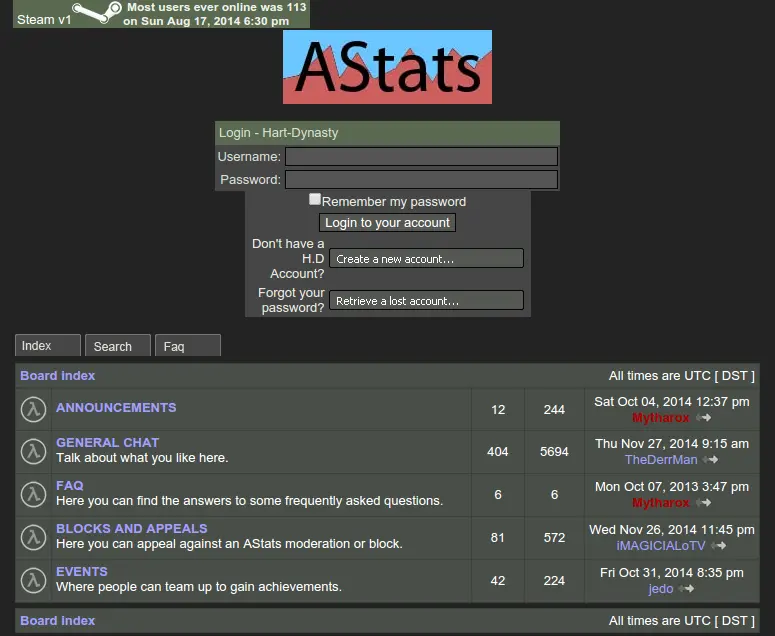 Steam v1
Most users ever online was 113
on Sun Aug 17, 2014 6:30 pm
AStats
Login - Hart-Dynasty
Username:
Password:
Remember my password
Login to your account
Don't have a
H.D
Account?
Create a new account...
Forgot your
password?
Retrieve a lost account...
Index Search Faq
Board index All times are UTC [ DST ]
ANNOUNCEMENTS 12 244 Sat Oct 04, 2014 12:37 pm
Mytharox
GENERAL CHAT
Talk about what you like here.
404 5694 Thu Nov 27, 2014 9:15 am
TheDerrMan
FAQ
Here you can find the answers to some frequently asked questions.
6 6 Mon Oct 07, 2013 3:47 pm
Mytharox
BLOCKS AND APPEALS
Here you can appeal against an AStats moderation or block.
81 572 Wed Nov 26, 2014 11:45 pm
iMAGICIALoTV
EVENTS
Where people can team up to gain achievements.
42 224 Fri Oct 31, 2014 8:35 pm
jedo
Board index All times are UTC [ DST ]